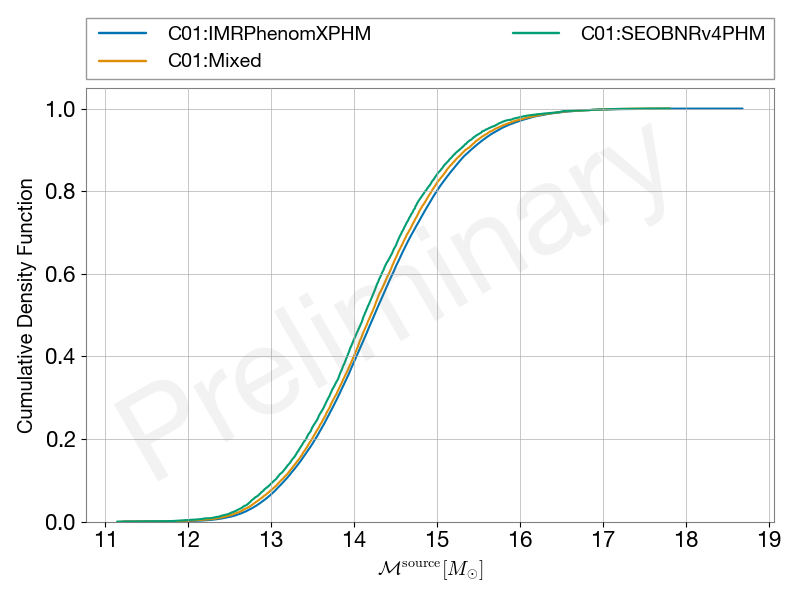 C01:IMRPhenomXPHM
C01:SEOBNRv4PHM
C01:Mixed
Preliminary
Cumulative Density Function
1.0
0.8
0.6
0.4
0.2
0.0
11 12 13 14 15 16 17 18 19
ℳ^source [M_⊙]